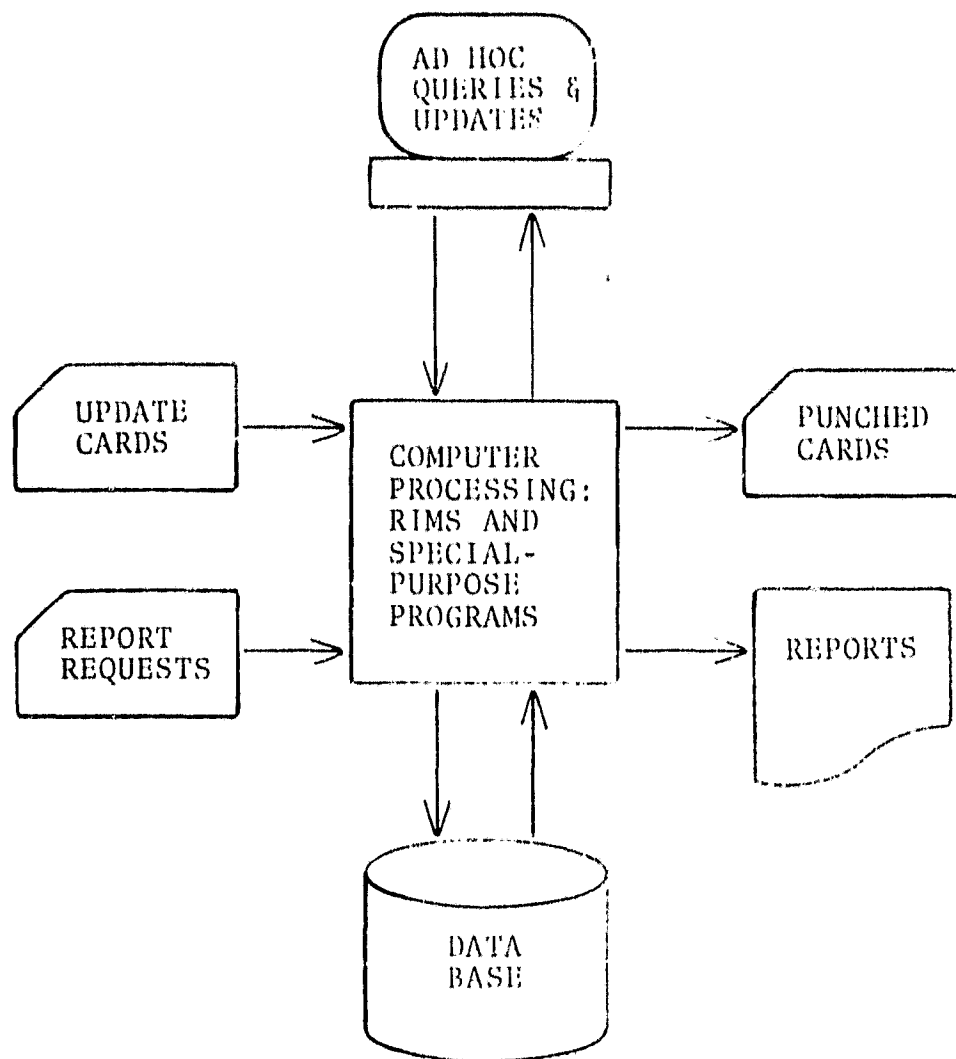 AD HOC
QUERIES &
UPDATES
UPDATE
CARDS
COMPUTER
PROCESSING:
RIMS AND
SPECIAL-
PURPOSE
PROGRAMS
PUNCHED
CARDS
REPORT
REQUESTS
REPORTS
DATA
BASE